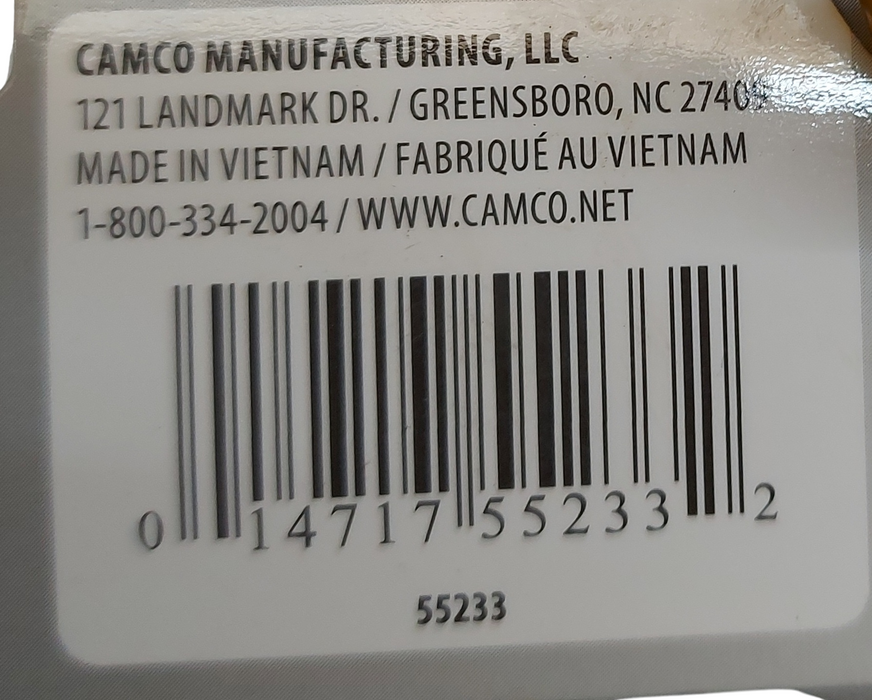 CAMCO MANUFACTURING, LLC
121 LANDMARK DR. / GREENSBORO, NC 27409
MADE IN VIETNAM / FABRIQUÉ AU VIETNAM
1-800-334-2004 / WWW.CAMCO.NET
0 14717 55233 2
55233